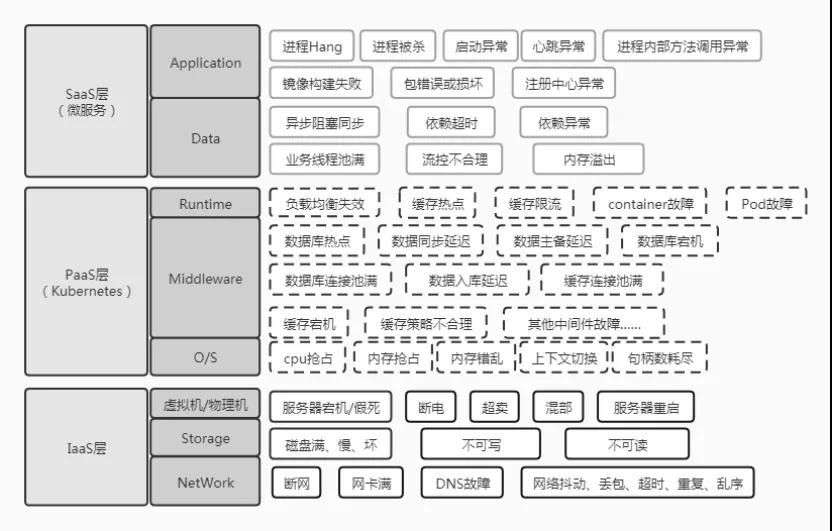 SaaS层
（微服务）
Application
进程Hang
进程被杀
启动异常
心跳异常
进程内部方法调用异常
镜像构建失败
包错误或损坏
注册中心异常
Data
异步阻塞同步
依赖超时
依赖异常
业务线程池满
流控不合理
内存溢出
PaaS层
（Kubernetes）
Runtime
负载均衡失效
缓存热点
缓存限流
container故障
Pod故障
Middleware
数据库热点
数据同步延迟
数据主备延迟
数据库宕机
数据库连接池满
数据入库延迟
缓存连接池满
缓存宕机
缓存策略不合理
其他中间件故障......
O/S
cpu抢占
内存抢占
内存错乱
上下文切换
句柄数耗尽
IaaS层
虚拟机/物理机
服务器宕机/假死
断电
超卖
混部
服务器重启
Storage
磁盘满、慢、坏
不可写
不可读
NetWork
断网
网卡满
DNS故障
网络抖动、丢包、超时、重复、乱序